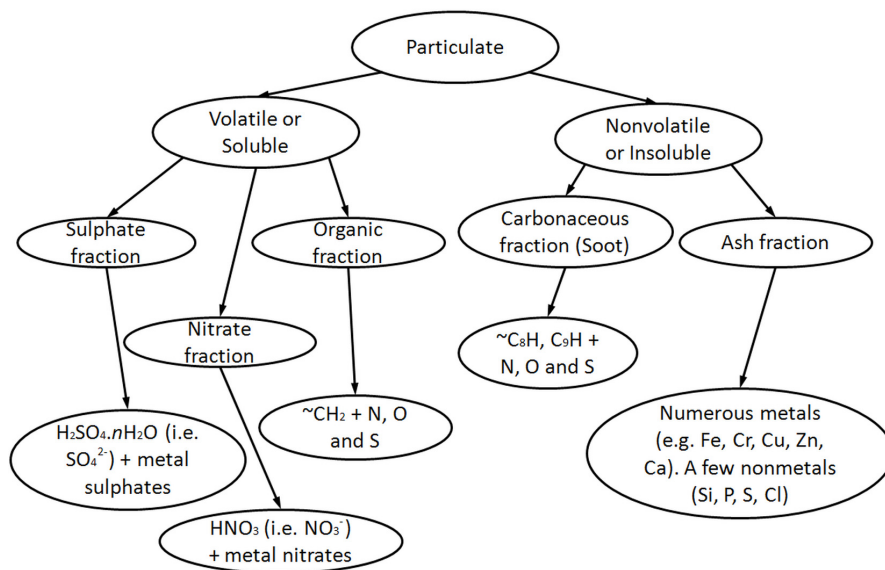 Particulate
Volatile or
Soluble
Nonvolatile
or Insoluble
Sulphate
fraction
Organic
fraction
Carbonaceous
fraction (Soot)
Ash fraction
Nitrate
fraction
~C₈H, C₉H +
N, O and S
~CH₂ + N, O
and S
H₂SO₄.nH₂O (i.e.
SO₄²⁻) + metal
sulphates
Numerous metals
(e.g. Fe, Cr, Cu, Zn,
Ca). A few nonmetals
(Si, P, S, Cl)
HNO₃ (i.e. NO₃⁻)
+ metal nitrates